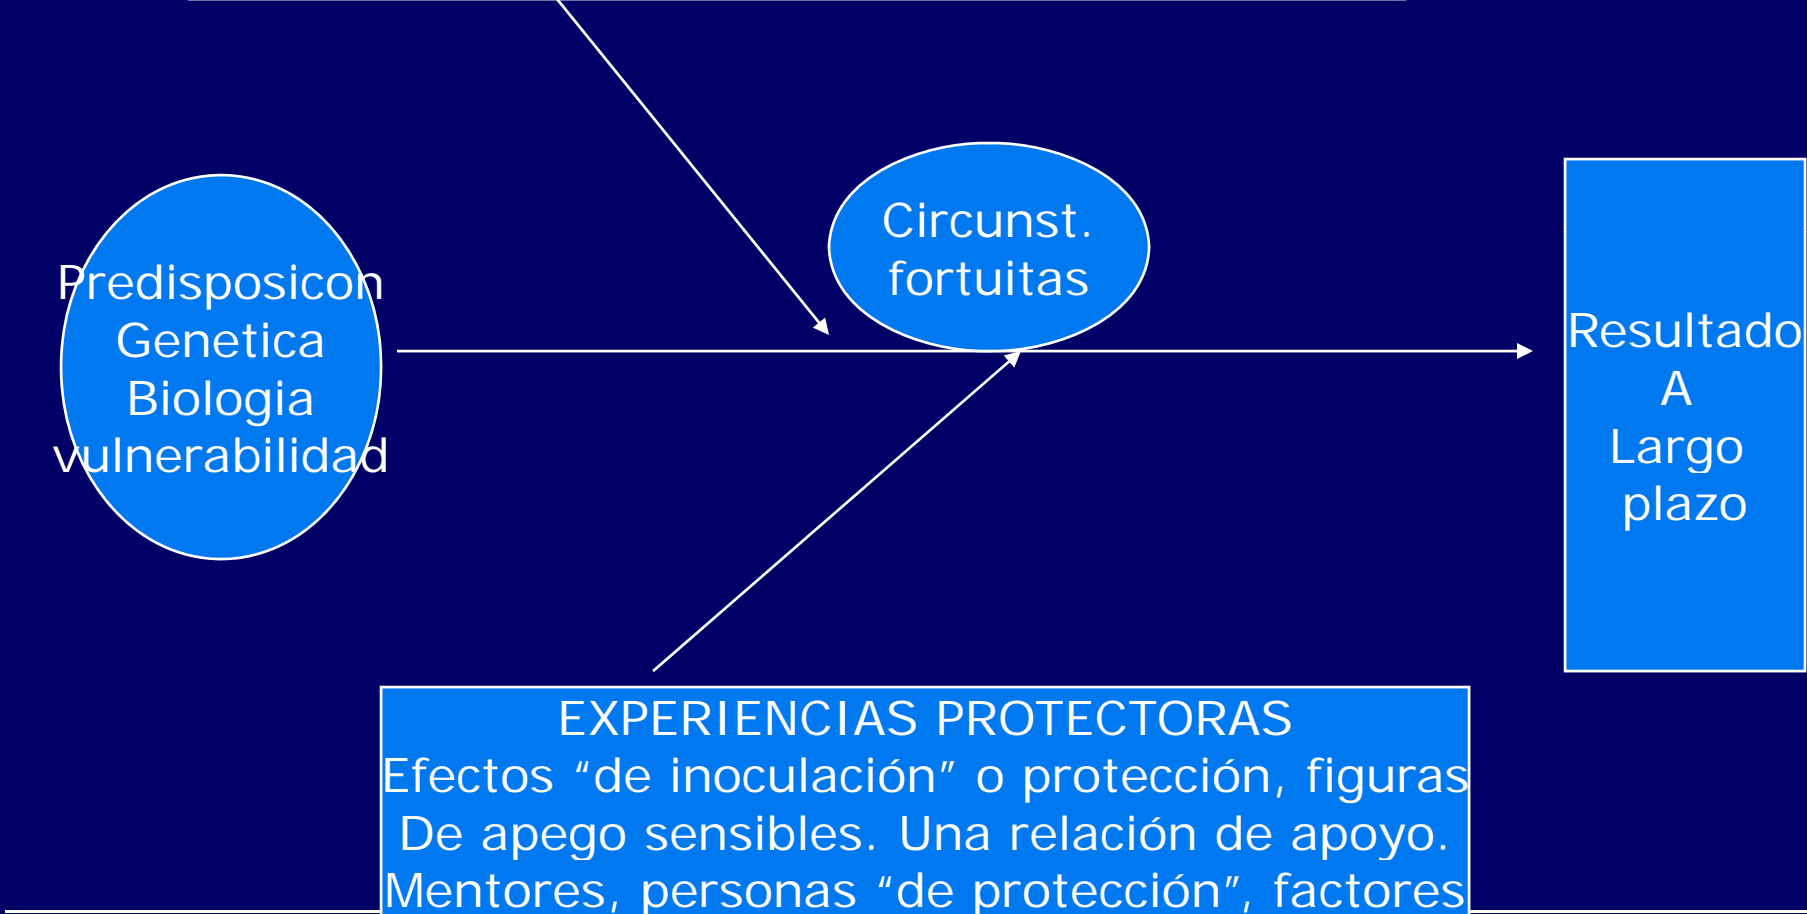 Circunst.
fortuitas
Predisposicon
Genetica
Biologia
vulnerabilidad
Resultado
A
Largo
plazo
EXPERIENCIAS PROTECTORAS
Efectos “de inoculación” o protección, figuras
De apego sensibles. Una relación de apoyo.
Mentores, personas “de protección”, factores